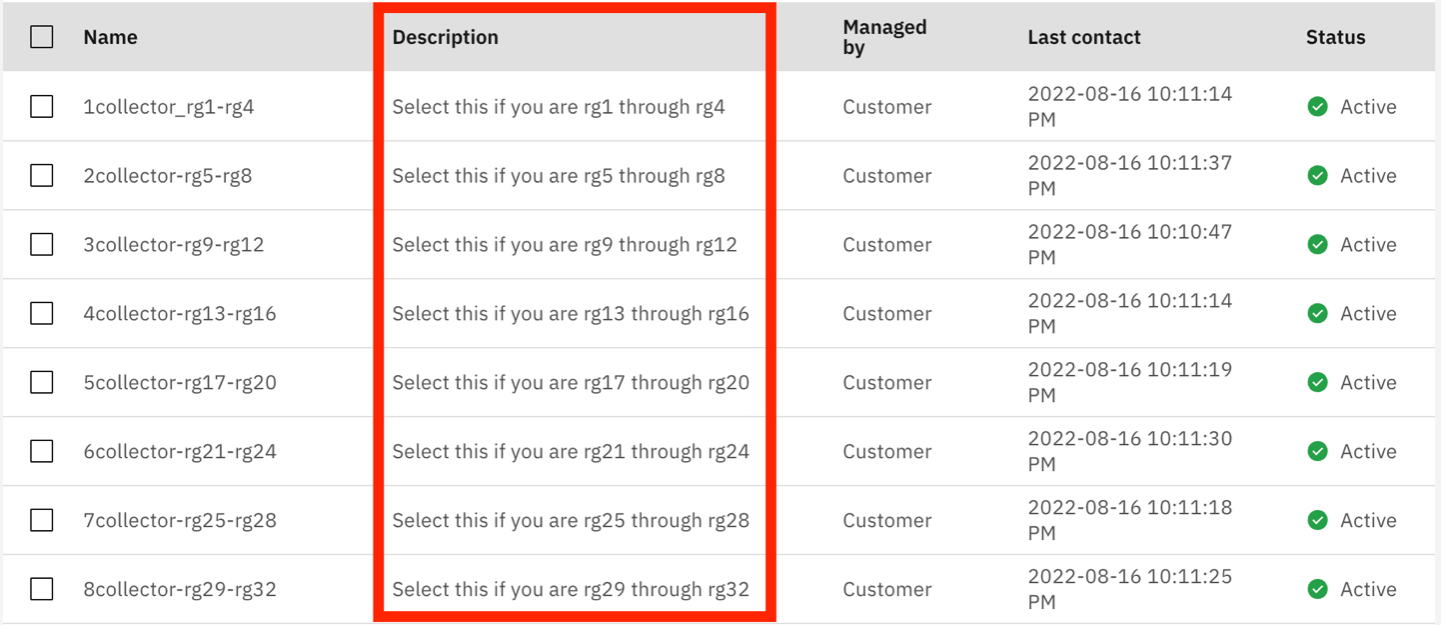 Name Description Managed by Last contact Status
1collector_rg1-rg4 Select this if you are rg1 through rg4 Customer 2022-08-16 10:11:14 PM Active
2collector-rg5-rg8 Select this if you are rg5 through rg8 Customer 2022-08-16 10:11:37 PM Active
3collector-rg9-rg12 Select this if you are rg9 through rg12 Customer 2022-08-16 10:10:47 PM Active
4collector-rg13-rg16 Select this if you are rg13 through rg16 Customer 2022-08-16 10:11:14 PM Active
5collector-rg17-rg20 Select this if you are rg17 through rg20 Customer 2022-08-16 10:11:19 PM Active
6collector-rg21-rg24 Select this if you are rg21 through rg24 Customer 2022-08-16 10:11:30 PM Active
7collector-rg25-rg28 Select this if you are rg25 through rg28 Customer 2022-08-16 10:11:18 PM Active
8collector-rg29-rg32 Select this if you are rg29 through rg32 Customer 2022-08-16 10:11:25 PM Active